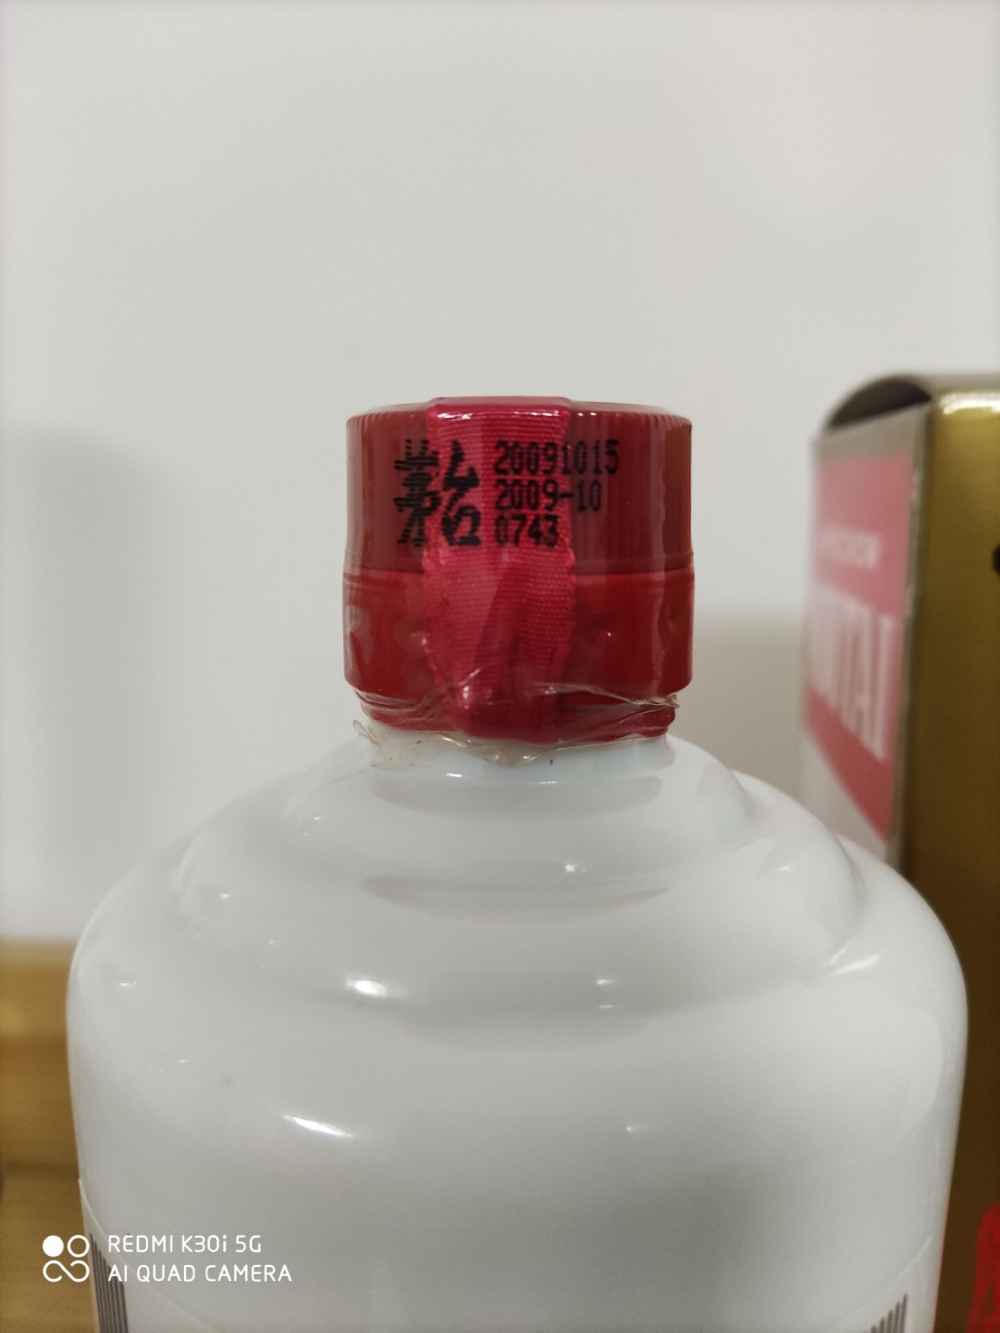 茅台
20091015
2009-10
0743
REDMI K30i 5G
AI QUAD CAMERA